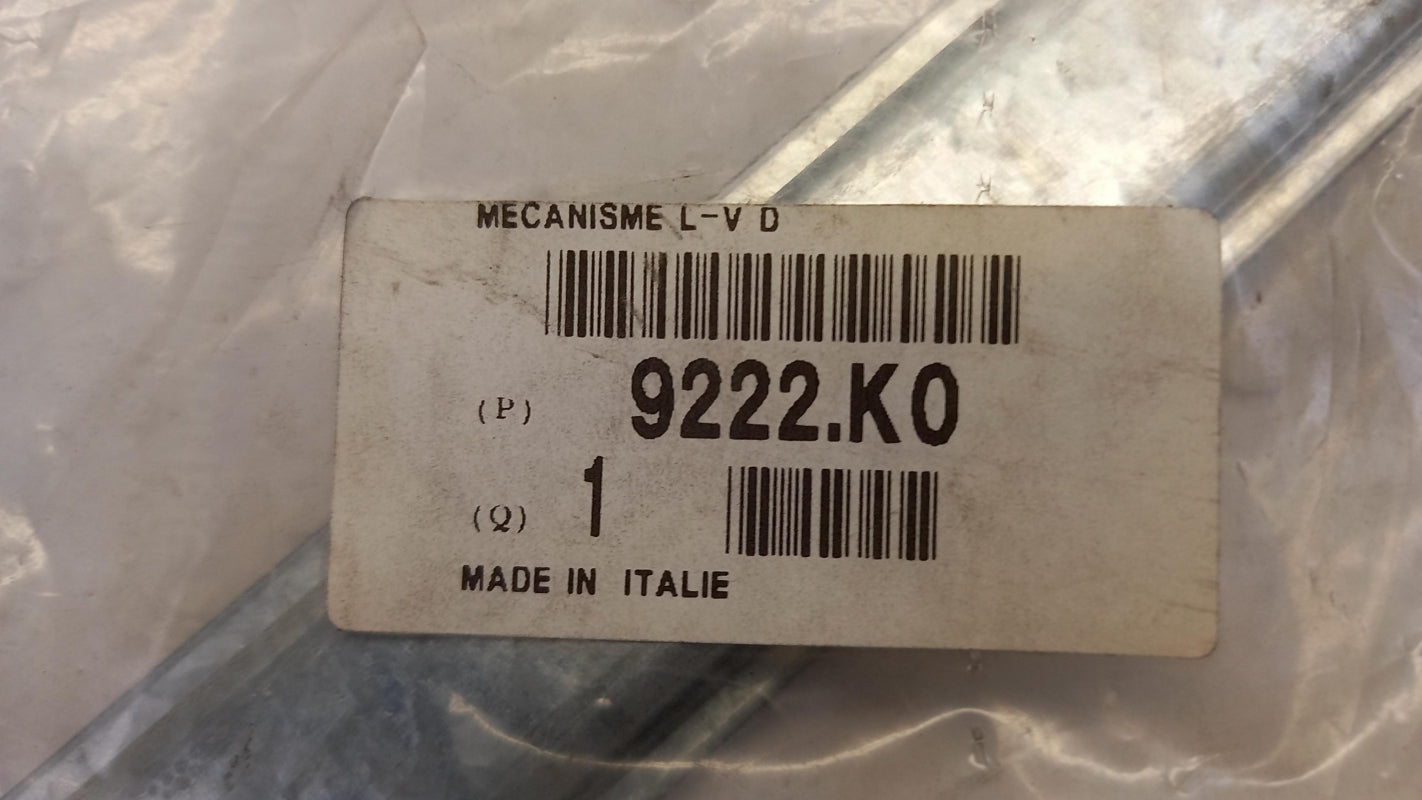 MECANISME L-V D
(P) 9222.K0
(Q) 1
MADE IN ITALIE